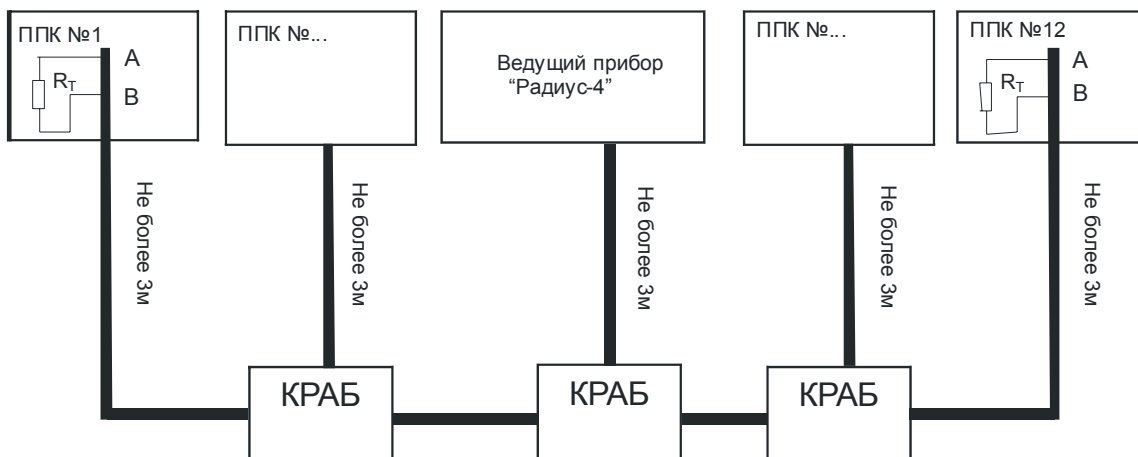 ППК №1
A
RT
B
ППК №...
Ведущий прибор
“Радиус-4”
ППК №...
ППК №12
A
RT
B
Не более 3м
Не более 3м
Не более 3м
Не более 3м
Не более 3м
КРАБ
КРАБ
КРАБ